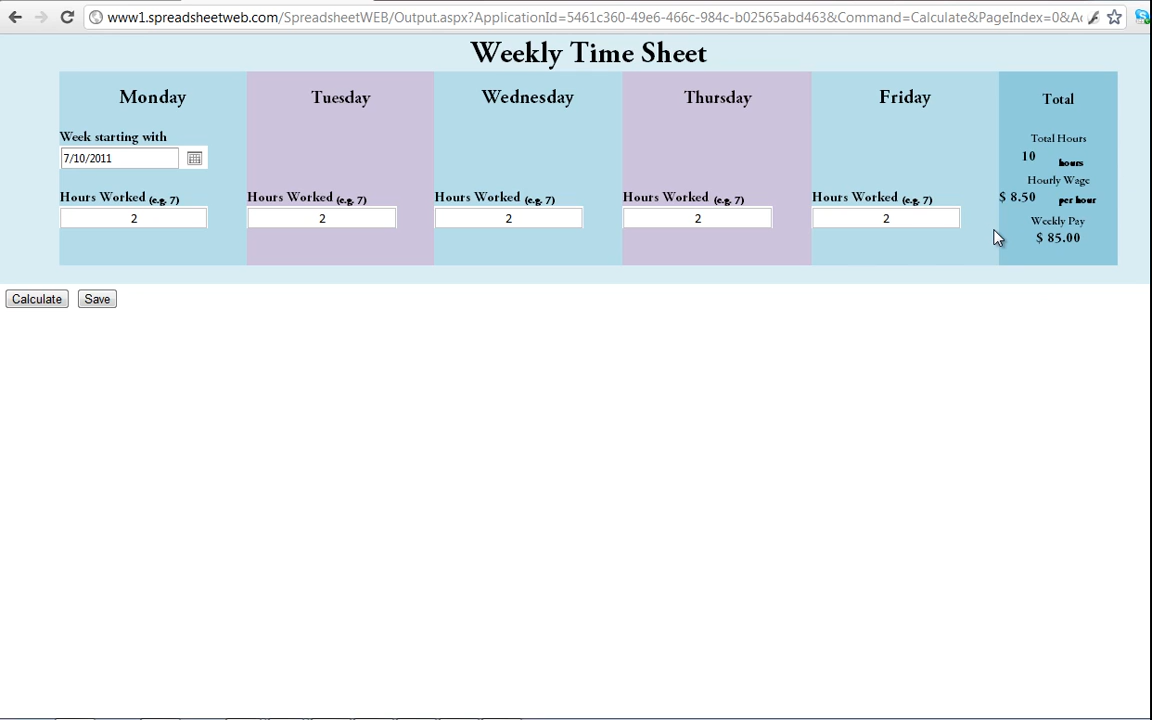 www1.spreadsheetweb.com/SpreadsheetWEB/Output.aspx?ApplicationId=5461c360-49e6-466c-984c-b02565abd463&Command=Calculate&PageIndex=0&A
Weekly Time Sheet
Monday Tuesday Wednesday Thursday Friday Total
Week starting with
7/10/2011
Total Hours
10 hours
Hourly Wage
$ 8.50 per hour
Hours Worked (e.g. 7) Hours Worked (e.g. 7) Hours Worked (e.g. 7) Hours Worked (e.g. 7) Hours Worked (e.g. 7)
2 2 2 2 2
Weekly Pay
$ 85.00
Calculate Save